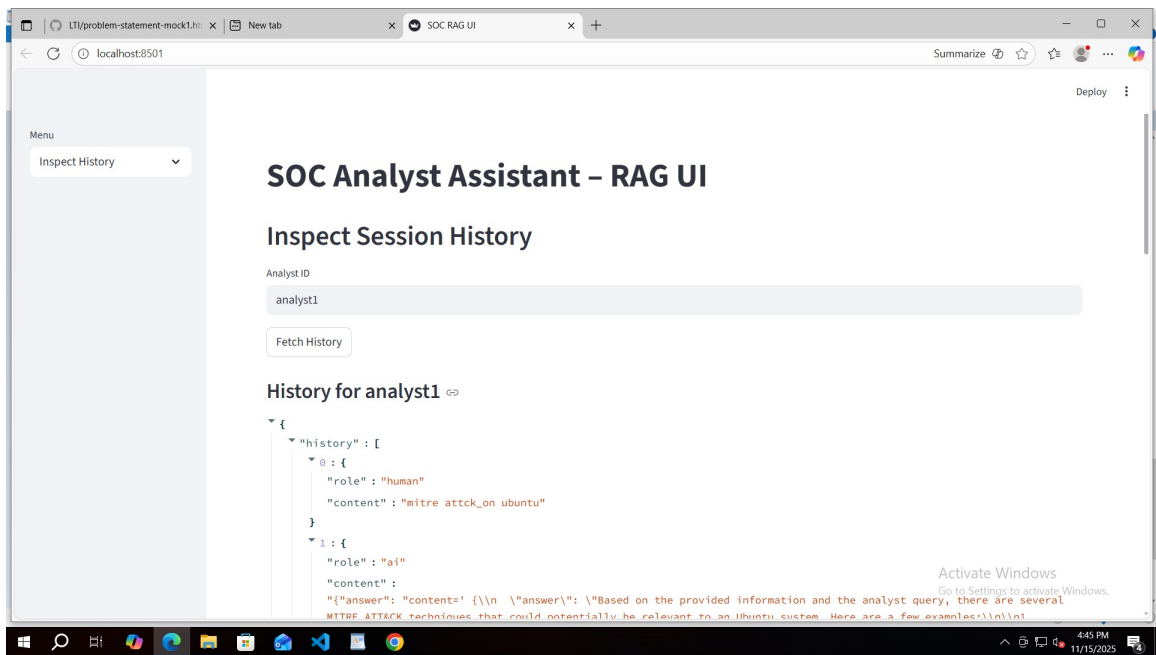 LTI/problem-statement-mock1.ht
New tab
SOC RAG UI
localhost:8501
Summarize
Deploy
Menu
Inspect History
SOC Analyst Assistant – RAG UI
Inspect Session History
Analyst ID
analyst1
Fetch History
History for analyst1
{
"history" : [
0 : {
"role" : "human"
"content" : "mitre attck_on ubuntu"
}
1 : {
"role" : "ai"
"content" :
"{"answer": "content=' {\\n  \"answer\": \"Based on the provided information and the analyst query, there are several
MITRE ATT&CK techniques that could potentially be relevant to an Ubuntu system. Here are a few examples:\\n\\n1
Activate Windows
Go to Settings to activate Windows.
4:45 PM
11/15/2025
4